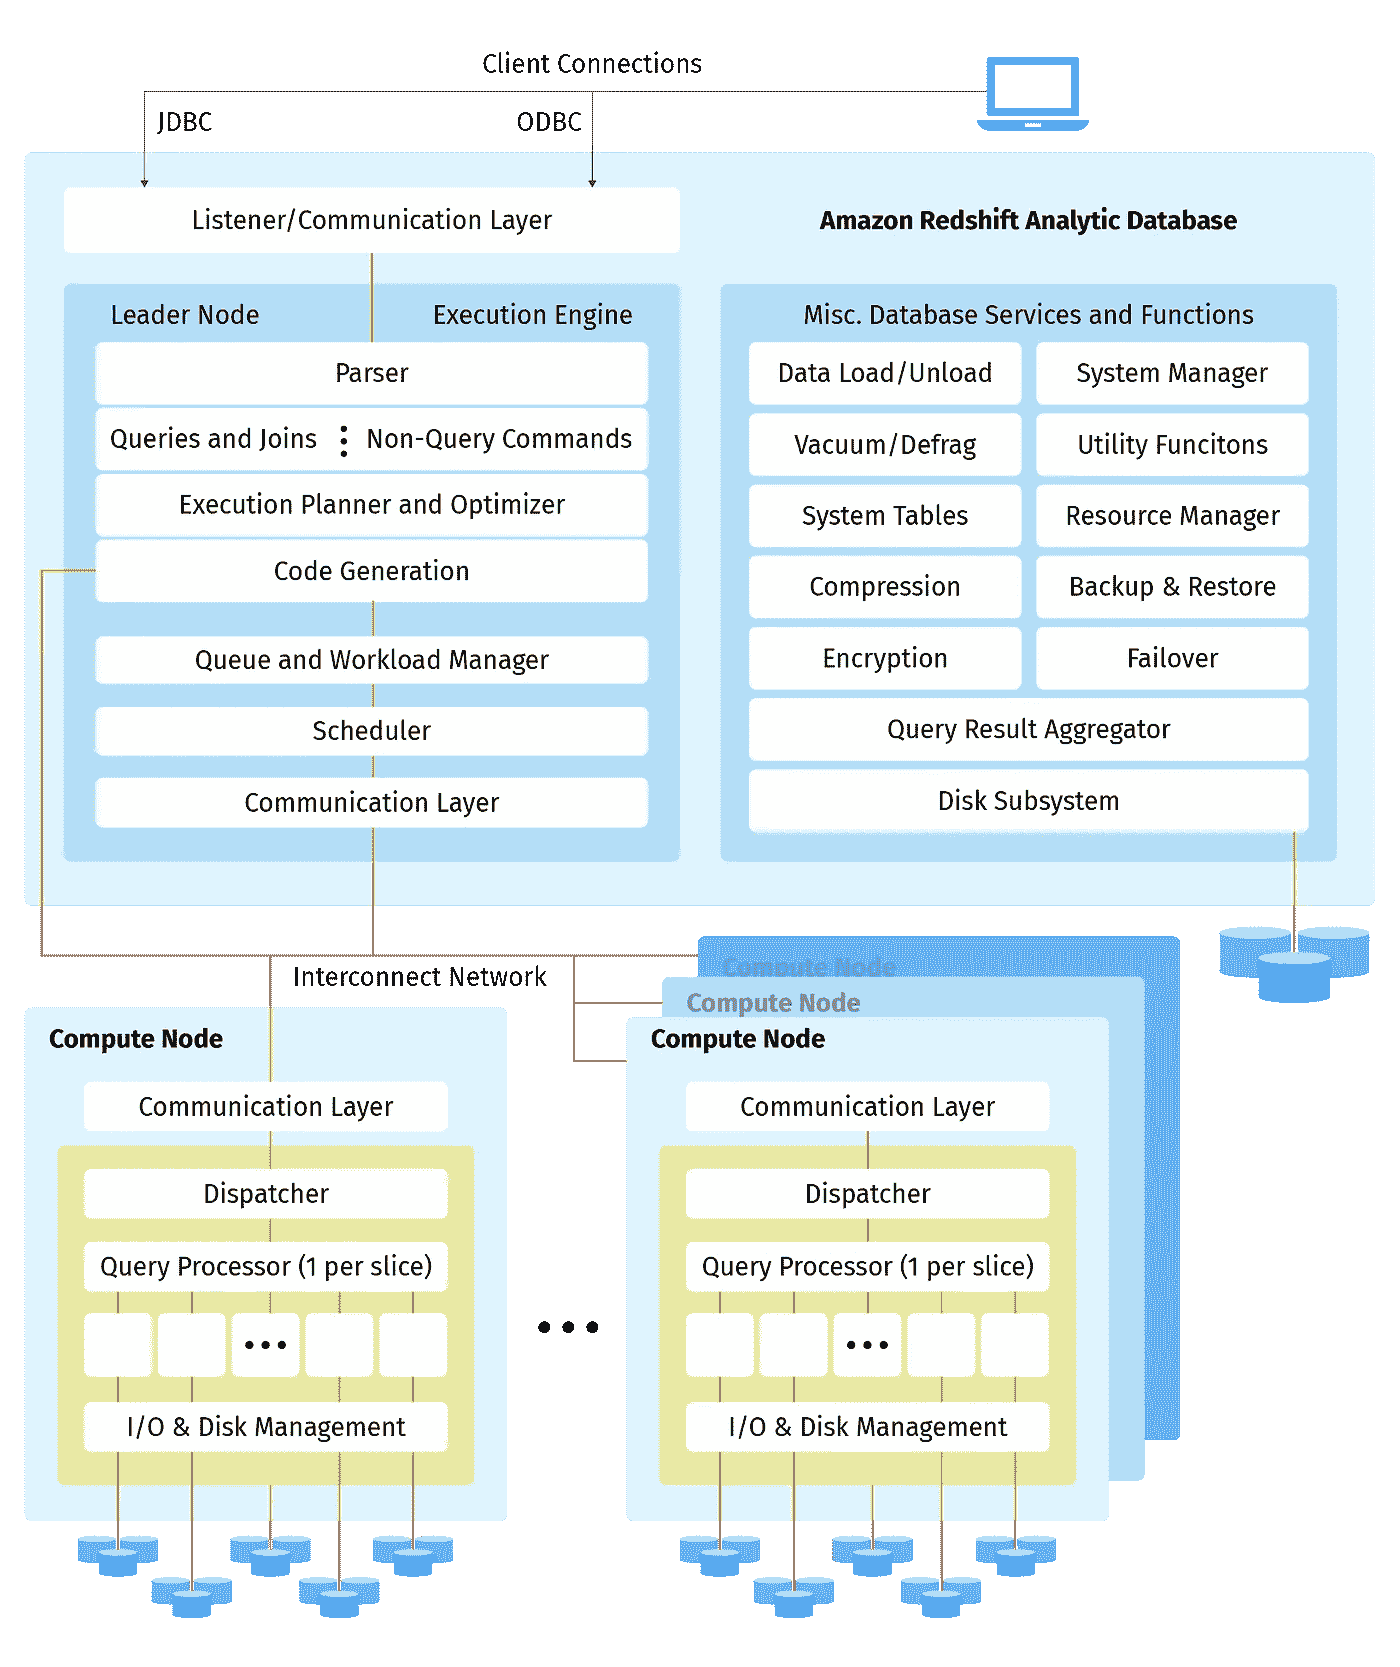 Client Connections
JDBC
ODBC
Listener/Communication Layer
Amazon Redshift Analytic Database
Leader Node
Execution Engine
Parser
Queries and Joins
Non-Query Commands
Execution Planner and Optimizer
Code Generation
Queue and Workload Manager
Scheduler
Communication Layer
Misc. Database Services and Functions
Data Load/Unload
System Manager
Vacuum/Defrag
Utility Funcitons
System Tables
Resource Manager
Compression
Backup & Restore
Encryption
Failover
Query Result Aggregator
Disk Subsystem
Interconnect Network
Compute Node
Communication Layer
Dispatcher
Query Processor (1 per slice)
•••
I/O & Disk Management
•••
Compute Node
Compute Node
Compute Node
Communication Layer
Dispatcher
Query Processor (1 per slice)
•••
I/O & Disk Management